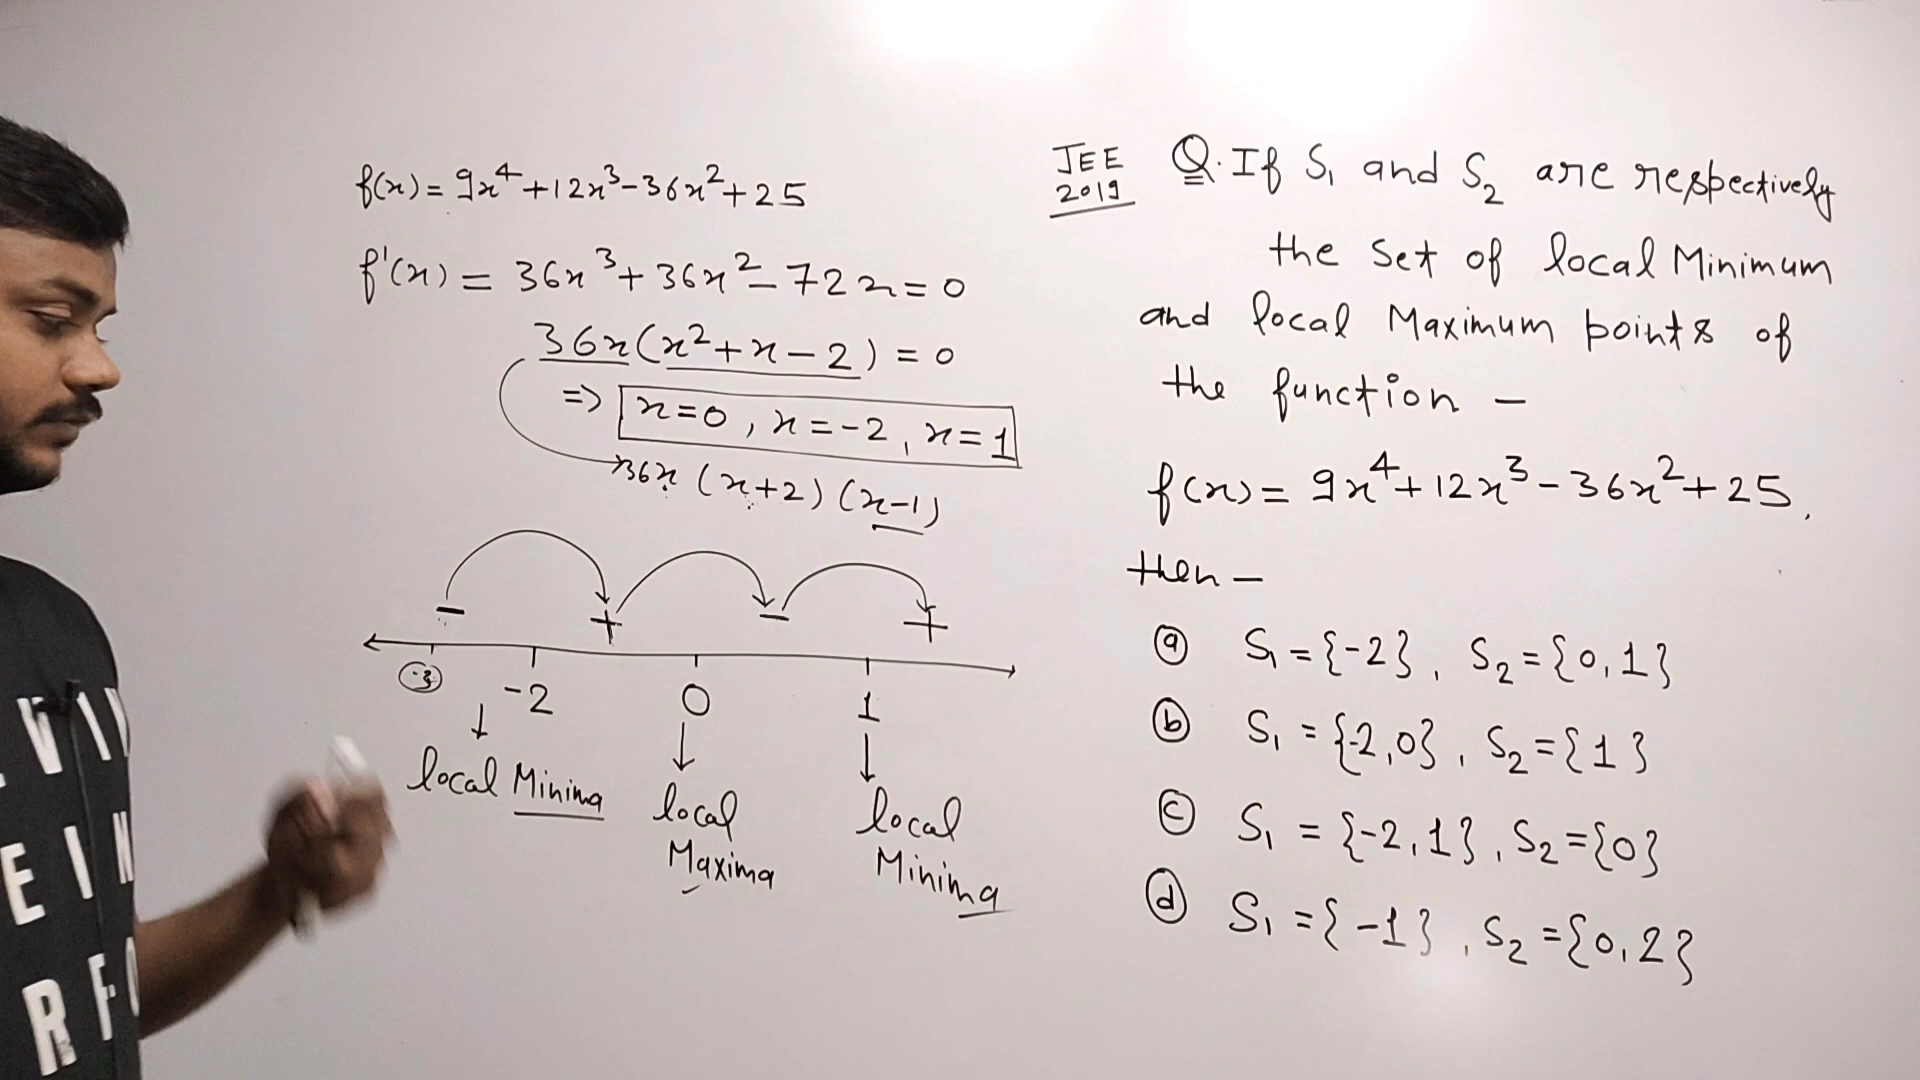 f(x) = 9x⁴ + 12x³ - 36x² + 25
f'(x) = 36x³ + 36x² - 72x = 0
36x(x² + x - 2) = 0
=> x=0, x=-2, x=1
36x (x+2) (x-1)
- + - +
-3 -2 0 1
local Minima
local Maxima
local Minima
JEE 2019
Q. If S₁ and S₂ are respectively
the set of local Minimum
and local Maximum points of
the function -
f(x) = 9x⁴ + 12x³ - 36x² + 25,
then -
(a) S₁ = {-2}, S₂ = {0, 1}
(b) S₁ = {-2, 0}, S₂ = {1}
(c) S₁ = {-2, 1}, S₂ = {0}
(d) S₁ = {-1}, S₂ = {0, 2}